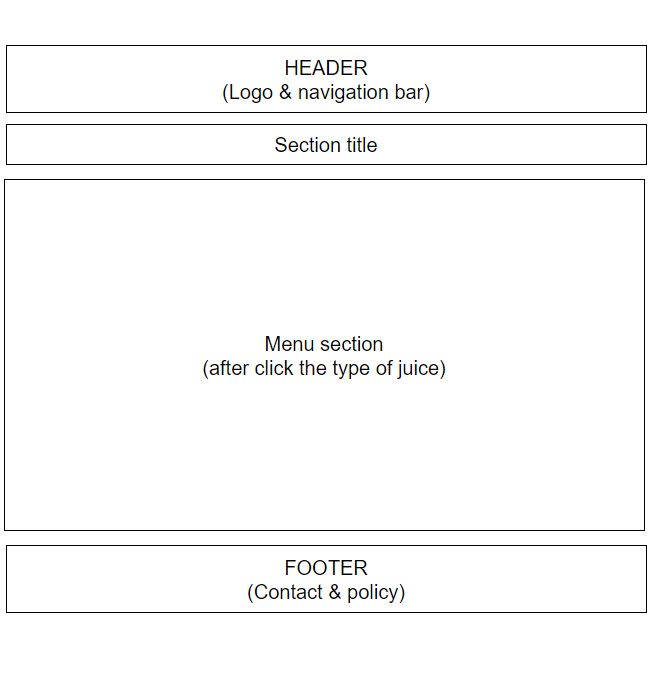 HEADER
(Logo & navigation bar)
Section title
Menu section
(after click the type of juice)
FOOTER
(Contact & policy)